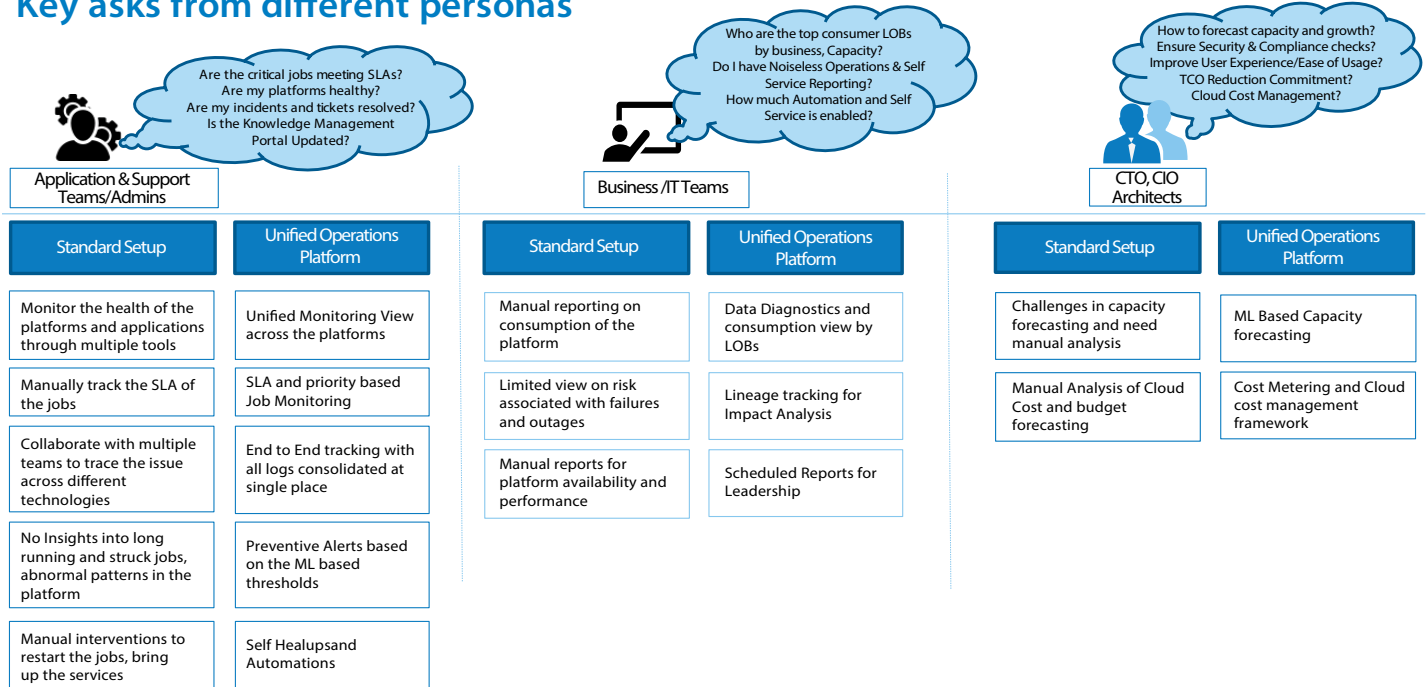 Key asks from different personas
Are the critical jobs meeting SLAs?
Are my platforms healthy?
Are my incidents and tickets resolved?
Is the Knowledge Management
Portal Updated?
Application & Support
Teams/Admins
Who are the top consumer LOBs
by business, Capacity?
Do I have Noiseless Operations & Self
Service Reporting?
How much Automation and Self
Service is enabled?
Business /IT Teams
How to forecast capacity and growth?
Ensure Security & Compliance checks?
Improve User Experience/Ease of Usage?
TCO Reduction Commitment?
Cloud Cost Management?
CTO, CIO
Architects
Standard Setup
Unified Operations
Platform
Monitor the health of the
platforms and applications
through multiple tools
Unified Monitoring View
across the platforms
Manually track the SLA of
the jobs
SLA and priority based
Job Monitoring
Collaborate with multiple
teams to trace the issue
across different
technologies
End to End tracking with
all logs consolidated at
single place
No Insights into long
running and struck jobs,
abnormal patterns in the
platform
Preventive Alerts based
on the ML based
thresholds
Manual interventions to
restart the jobs, bring
up the services
Self Healupsand
Automations
Standard Setup
Unified Operations
Platform
Manual reporting on
consumption of the
platform
Data Diagnostics and
consumption view by
LOBs
Limited view on risk
associated with failures
and outages
Lineage tracking for
Impact Analysis
Manual reports for
platform availability and
performance
Scheduled Reports for
Leadership
Standard Setup
Unified Operations
Platform
Challenges in capacity
forecasting and need
manual analysis
ML Based Capacity
forecasting
Manual Analysis of Cloud
Cost and budget
forecasting
Cost Metering and Cloud
cost management
framework